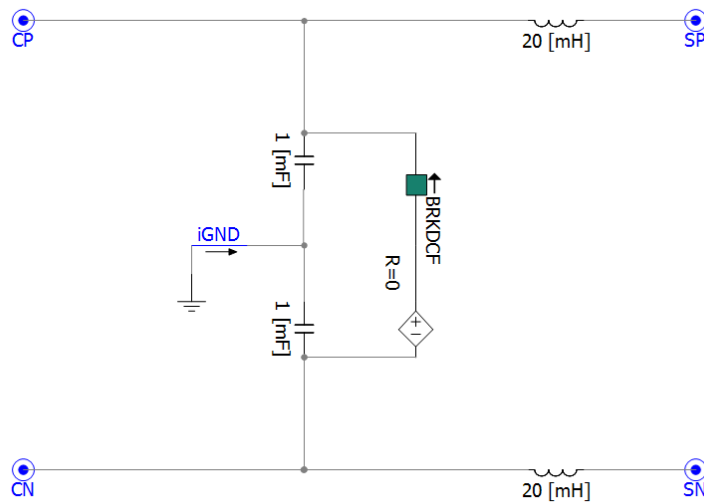 CP
20 [mH]
SP
1 [mF]
BRKDCF
iGND
R=0
1 [mF]
+
−
CN
20 [mH]
SN